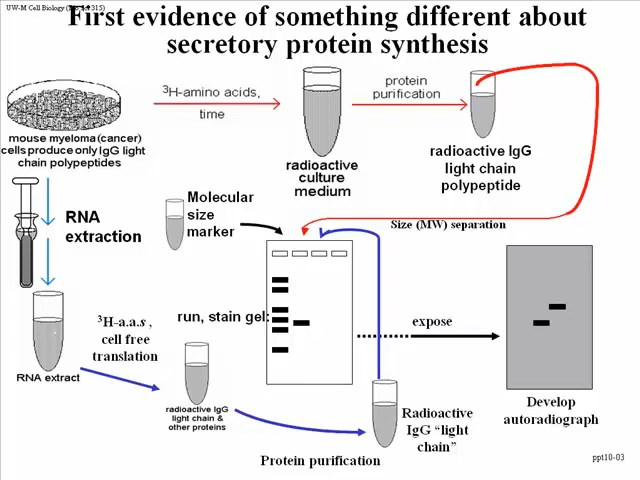 UW-M Cell Biology (
315)
First evidence of something different about
secretory protein synthesis
³H-amino acids,
time
protein
purification
mouse myeloma (cancer)
cells produce only IgG light
chain polypeptides
radioactive
culture
medium
radioactive IgG
light chain
polypeptide
RNA
extraction
Molecular
size
marker
Size (MW) separation
³H-a.a.s ,
cell free
translation
run, stain gel:
expose
RNA extract
radioactive IgG
light chain &
other proteins
Radioactive
IgG “light
chain”
Develop
autoradiograph
Protein purification
ppt10-03